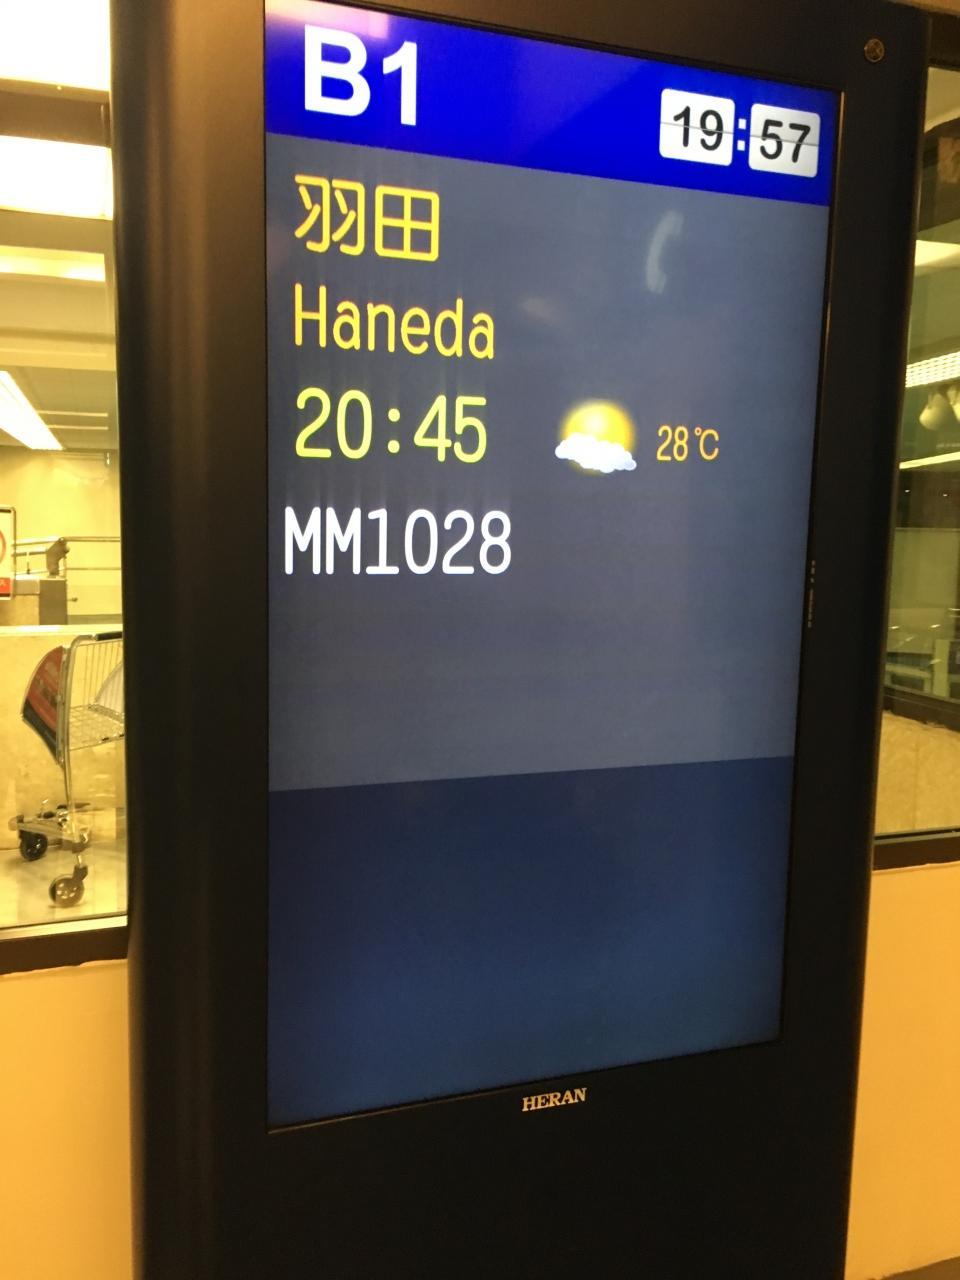 B1
19:57
羽田
Haneda
20:45
28℃
MM1028
HERAN